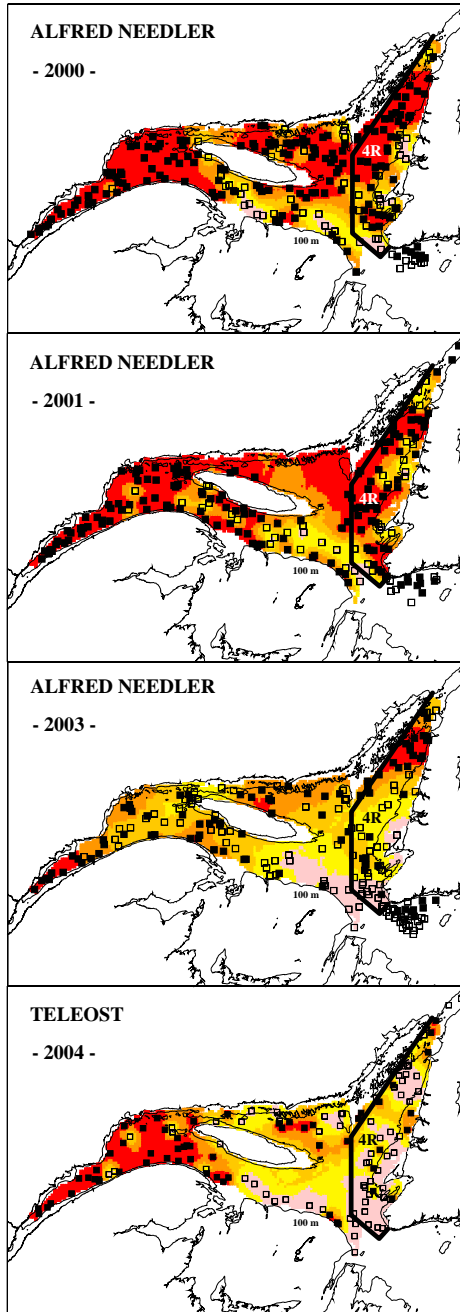 ALFRED NEEDLER
- 2000 -
4R
100 m
ALFRED NEEDLER
- 2001 -
4R
100 m
ALFRED NEEDLER
- 2003 -
4R
100 m
TELEOST
- 2004 -
4R
100 m